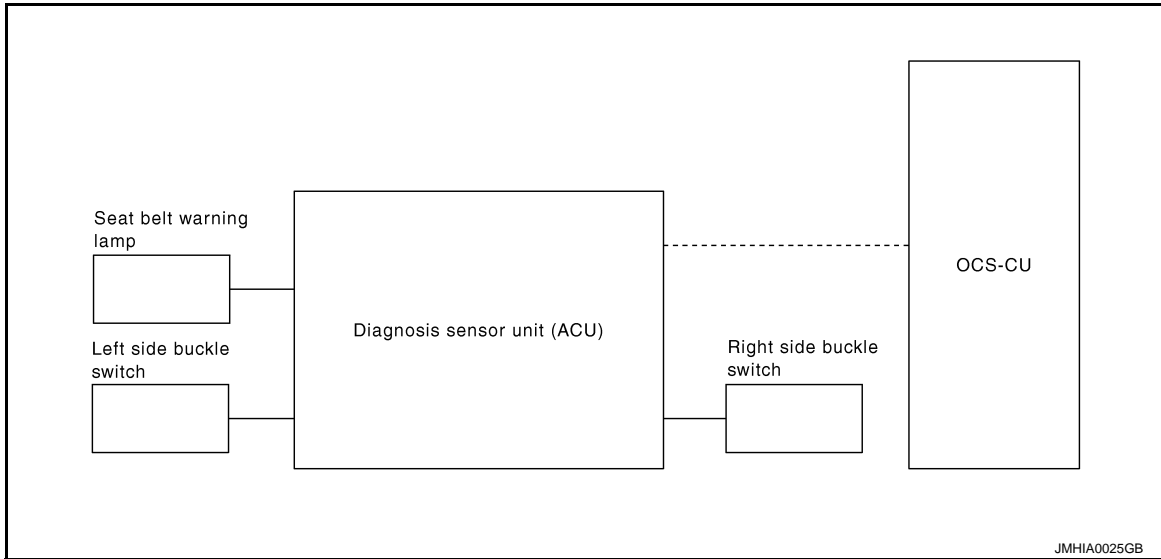 Seat belt warning
lamp
Left side buckle
switch
Diagnosis sensor unit (ACU)
Right side buckle
switch
OCS-CU
JMHIA0025GB